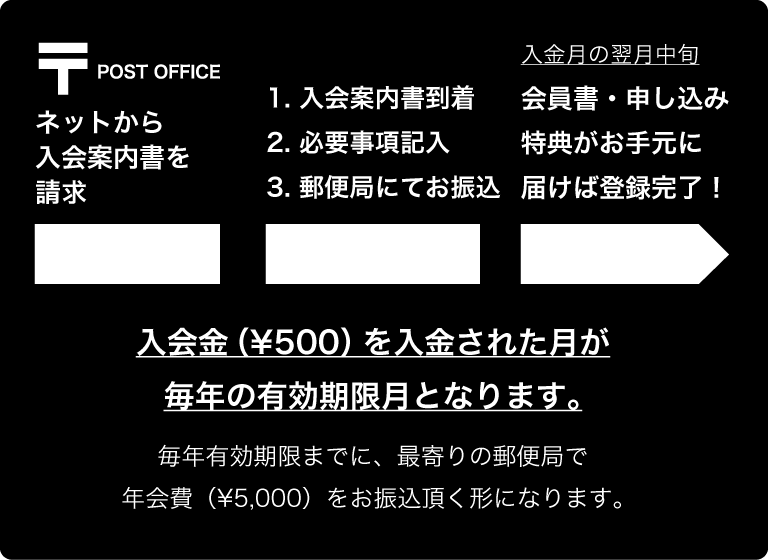 〒 POST OFFICE
ネットから
入会案内書を
請求
1. 入会案内書到着
2. 必要事項記入
3. 郵便局にてお振込
入金月の翌月中旬
会員書・申し込み
特典がお手元に
届けば登録完了！
入会金（¥500）を入金された月が
毎年の有効期限月となります。
毎年有効期限までに、最寄りの郵便局で
年会費（¥5,000）をお振込頂く形になります。